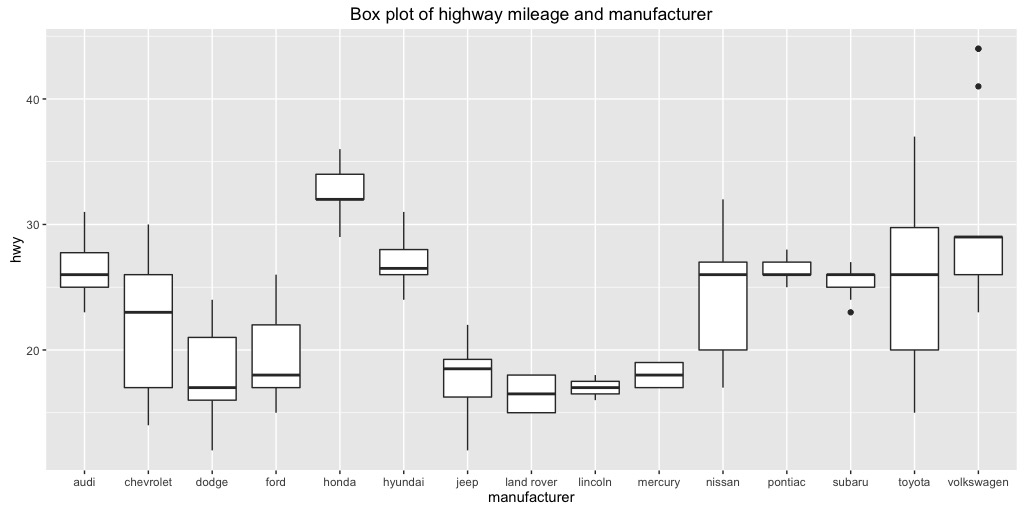 Box plot of highway mileage and manufacturer
hwy
40
30
20
audi chevrolet dodge ford honda hyundai jeep land rover lincoln mercury nissan pontiac subaru toyota volkswagen
manufacturer